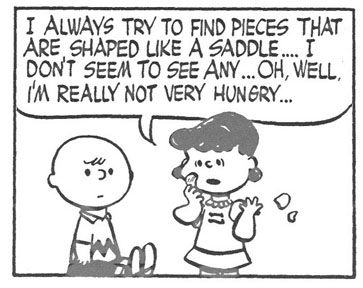 I ALWAYS TRY TO FIND PIECES THAT
ARE SHAPED LIKE A SADDLE.... I
DON'T SEEM TO SEE ANY...OH, WELL,
I'M REALLY NOT VERY HUNGRY...